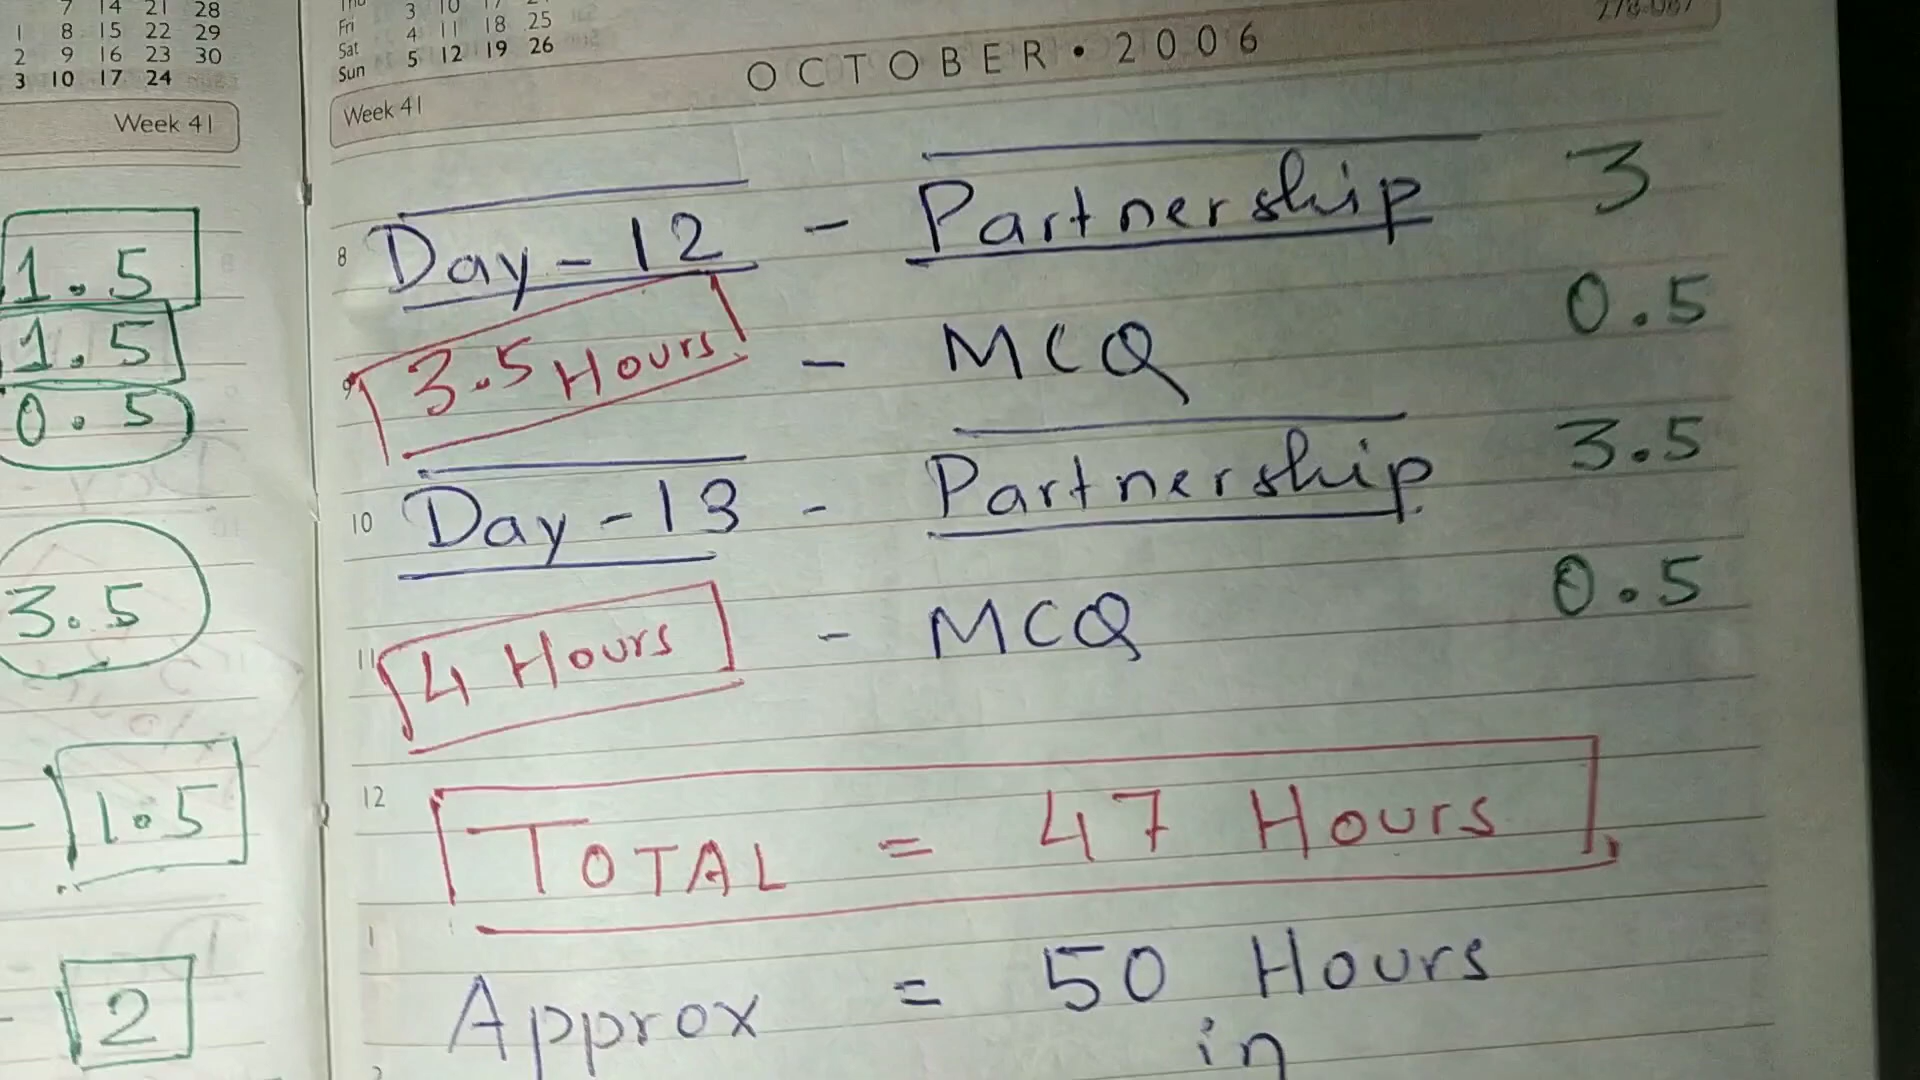 7 14 21 28
1 8 15 22 29
2 9 16 23 30
3 10 17 24
Week 41
1.5
1.5
0.5
3.5
- 1.5
- 2
3 10 17
Fri 4 11 18 25
Sat 5 12 19 26
Sun
OCTOBER • 2006
Week 41
8 Day - 12 - Partnership 3
9 3.5 Hours - MCQ 0.5
10 Day - 13 - Partnership 3.5
11 4 Hours - MCQ 0.5
12 TOTAL = 47 Hours
1 Approx = 50 Hours
in